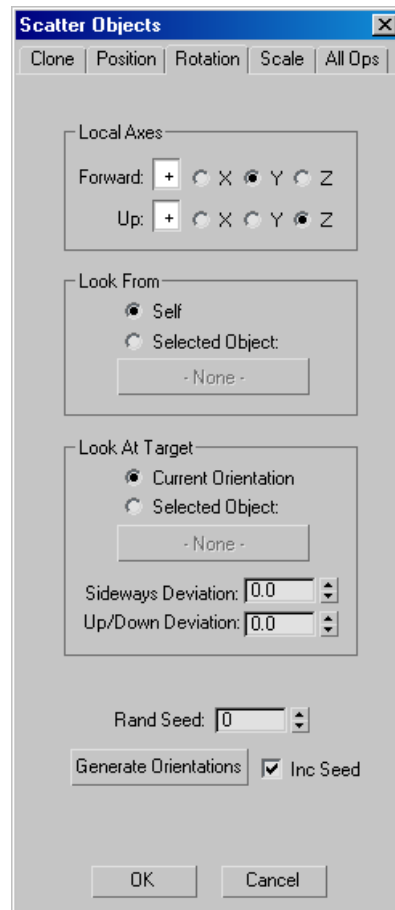 Scatter Objects
Clone Position Rotation Scale All Ops
Local Axes
Forward: + X Y Z
Up: + X Y Z
Look From
Self
Selected Object:
- None -
Look At Target
Current Orientation
Selected Object:
- None -
Sideways Deviation: 0.0
Up/Down Deviation: 0.0
Rand Seed: 0
Generate Orientations Inc Seed
OK Cancel